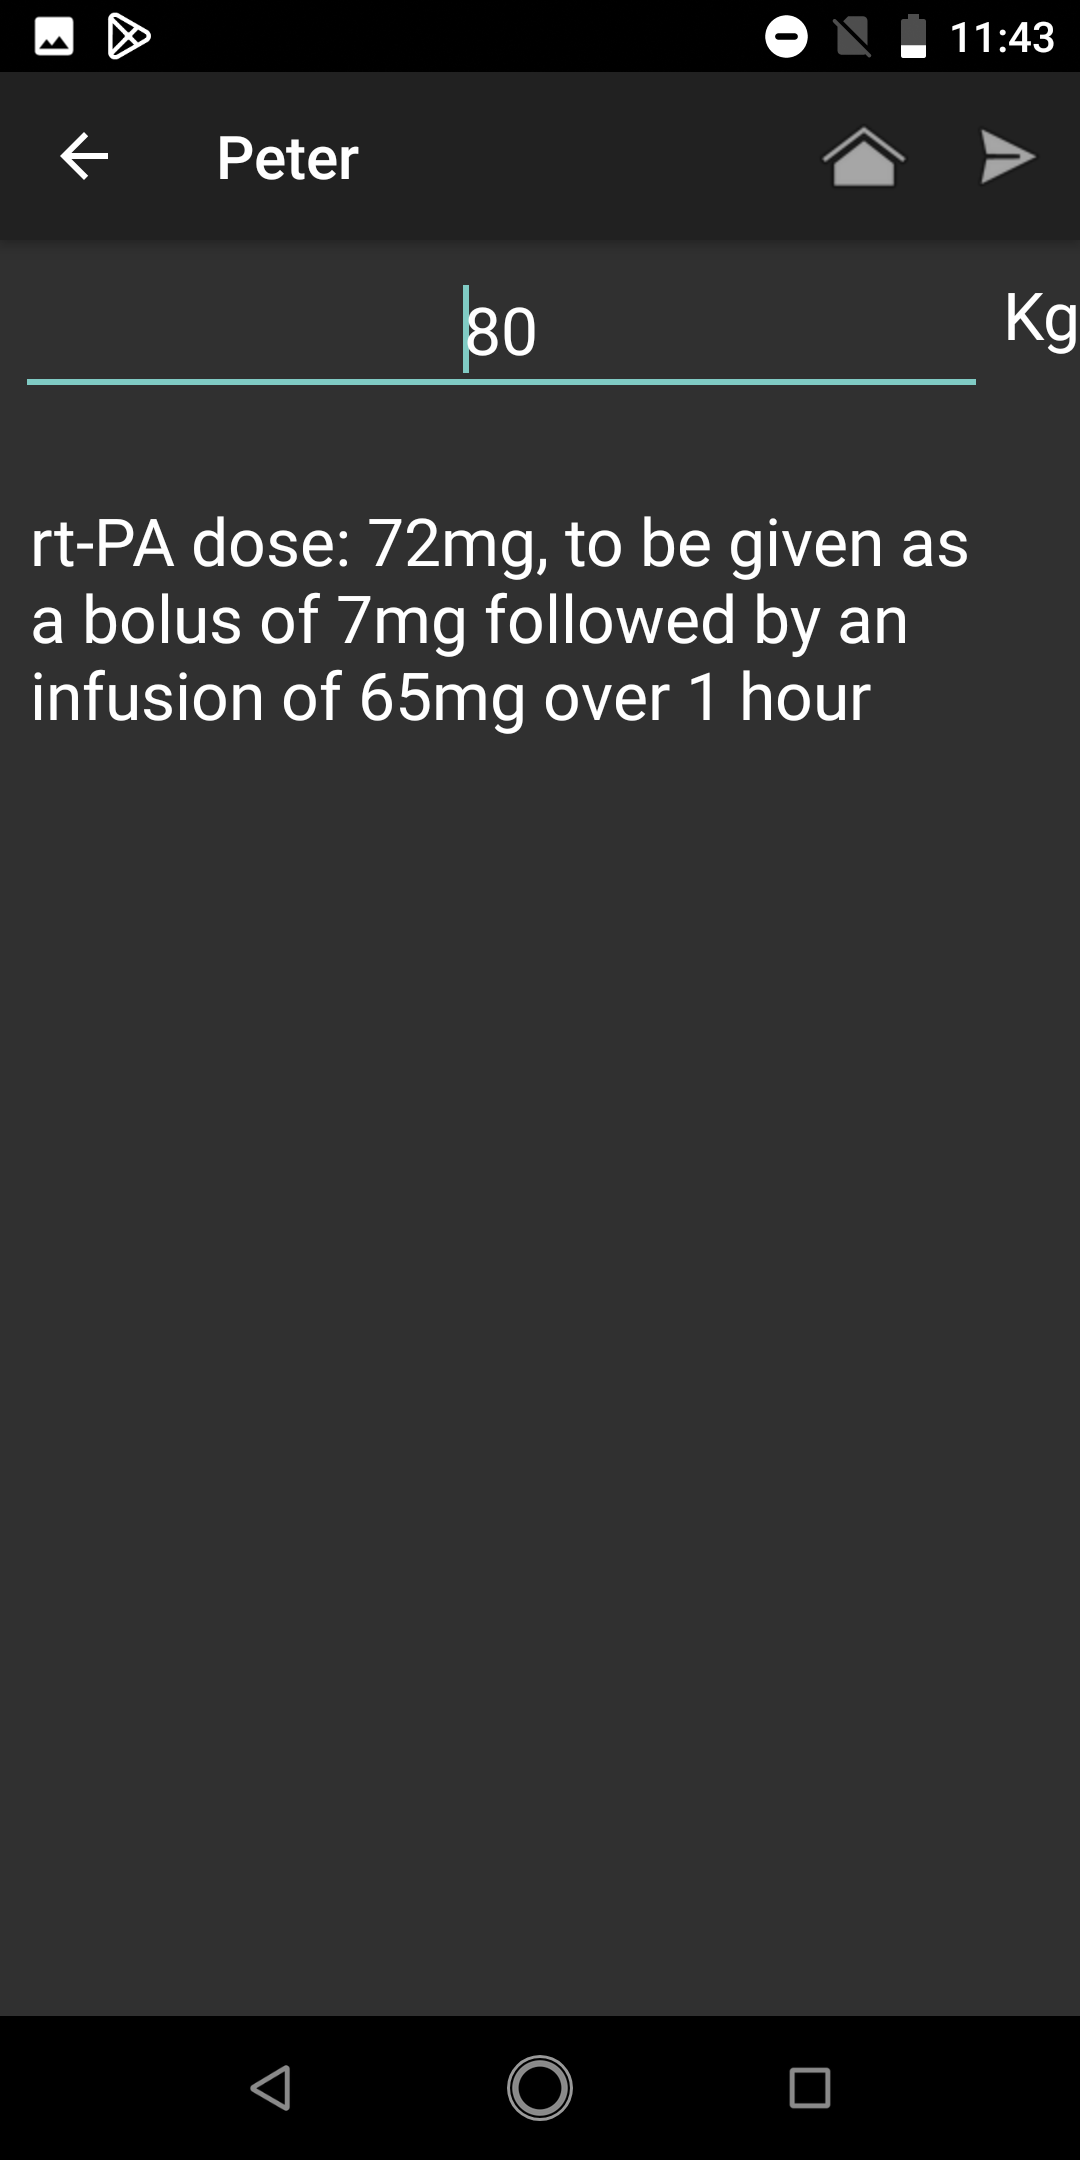 11:43
Peter
80 Kg
rt-PA dose: 72mg, to be given as
a bolus of 7mg followed by an
infusion of 65mg over 1 hour